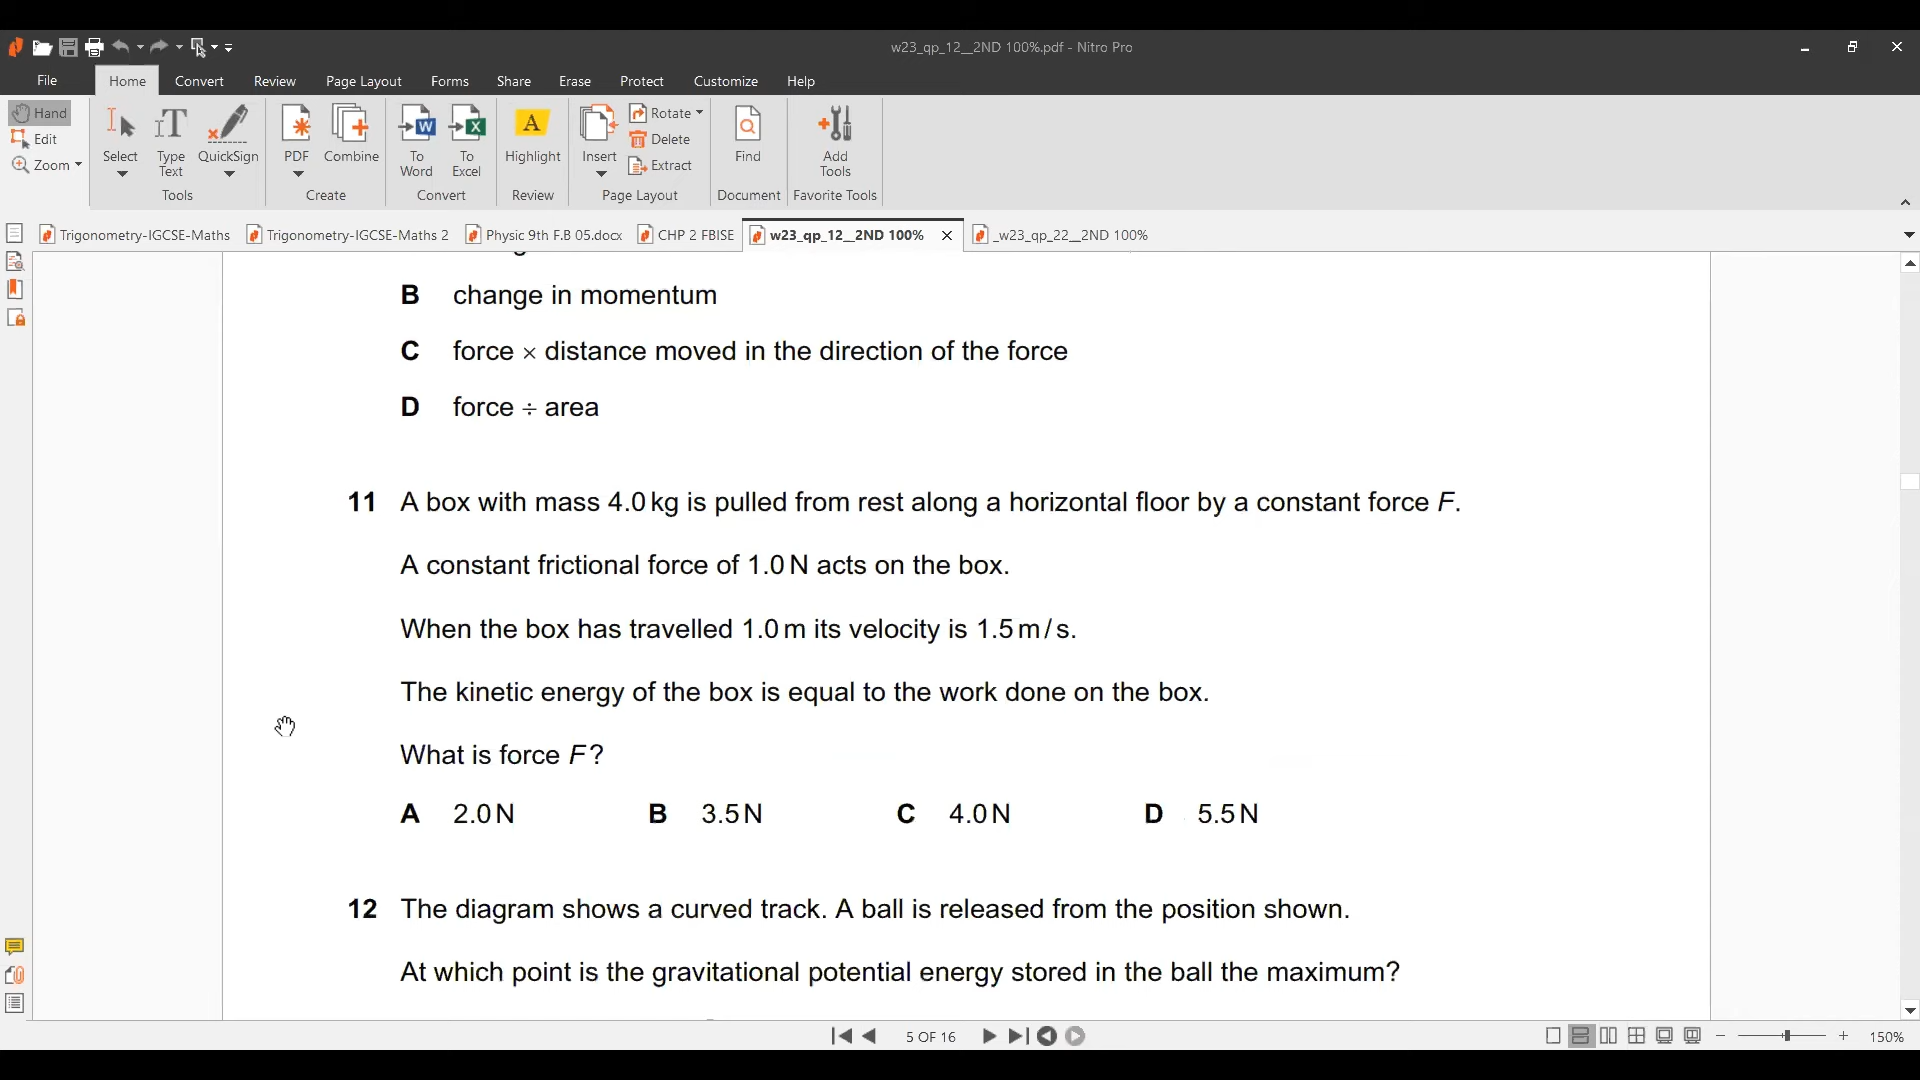 w23_qp_12__2ND 100%.pdf - Nitro Pro
File Home Convert Review Page Layout Forms Share Erase Protect Customize Help
Hand
Edit
Zoom
Select
Type Text
QuickSign
Tools
PDF
Combine
Create
To Word
To Excel
Convert
Highlight
Review
Insert
Rotate
Delete
Extract
Page Layout
Find
Document
Add Tools
Favorite Tools
Trigonometry-IGCSE-Maths Trigonometry-IGCSE-Maths 2 Physic 9th F.B 05.docx CHP 2 FBISE w23_qp_12__2ND 100% _w23_qp_22__2ND 100%
B change in momentum
C force × distance moved in the direction of the force
D force ÷ area
11 A box with mass 4.0 kg is pulled from rest along a horizontal floor by a constant force F.
A constant frictional force of 1.0 N acts on the box.
When the box has travelled 1.0 m its velocity is 1.5 m / s.
The kinetic energy of the box is equal to the work done on the box.
What is force F?
A 2.0 N B 3.5 N C 4.0 N D 5.5 N
12 The diagram shows a curved track. A ball is released from the position shown.
At which point is the gravitational potential energy stored in the ball the maximum?
5 OF 16
150%